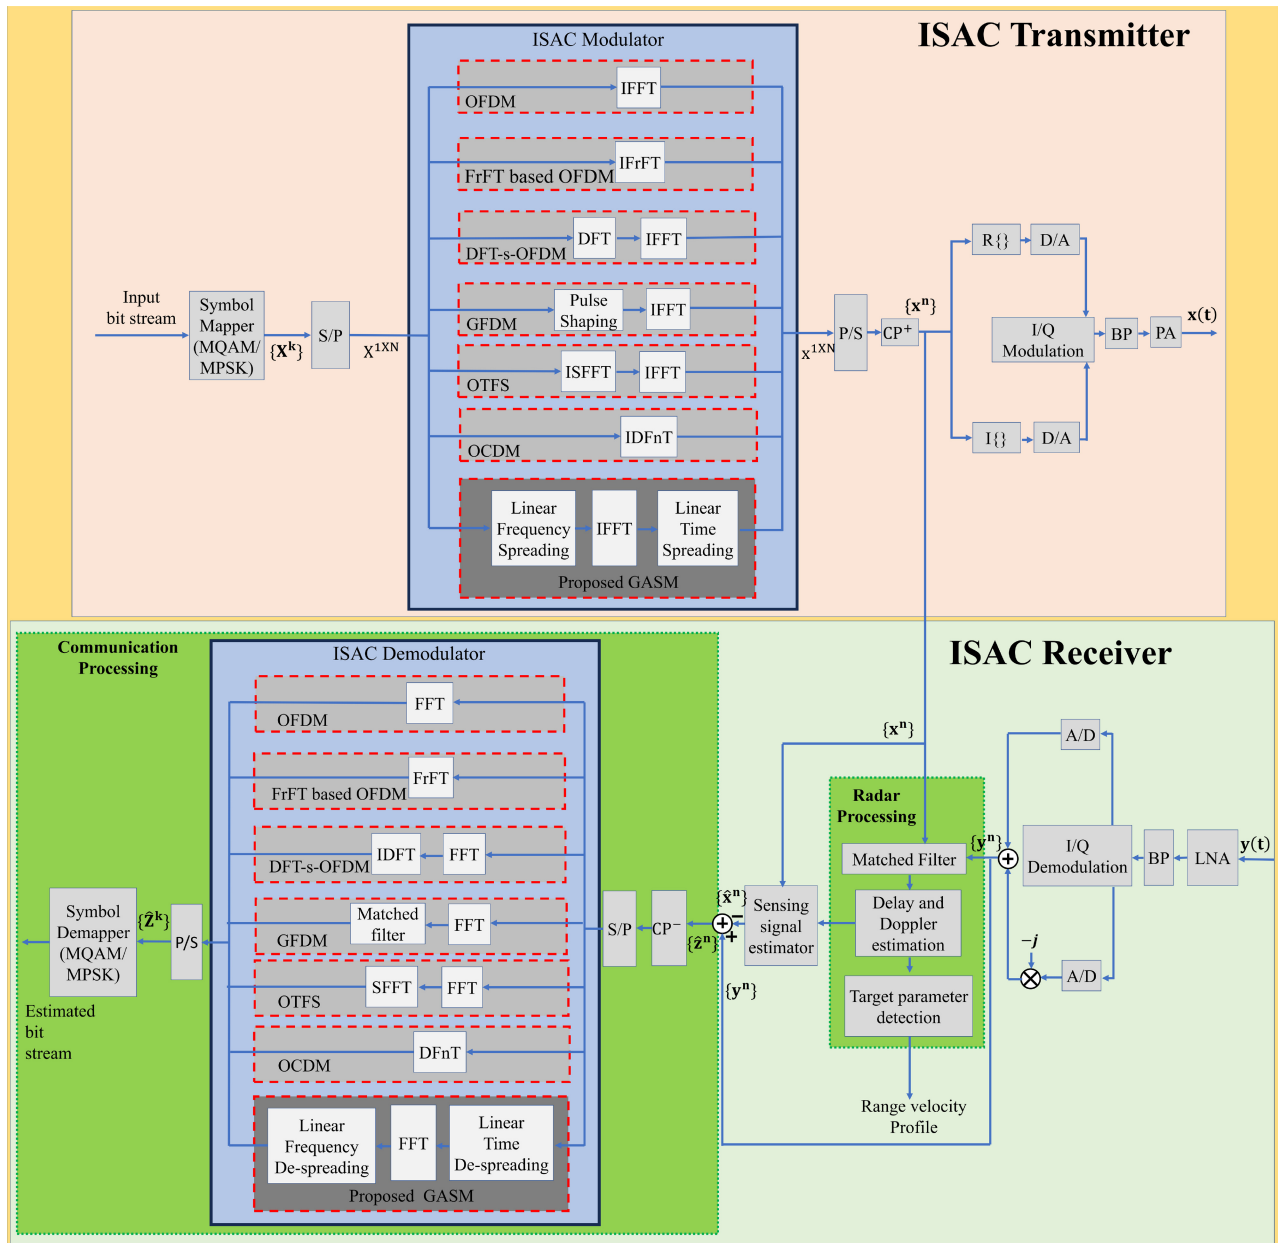 ISAC Transmitter
ISAC Modulator
IFFT
OFDM
IFrFT
FrFT based OFDM
DFT
IFFT
DFT-s-OFDM
Pulse
Shaping
IFFT
GFDM
ISFFT
IFFT
OTFS
IDFnT
OCDM
Linear
Frequency
Spreading
IFFT
Linear
Time
Spreading
Proposed GASM
Input
bit stream
Symbol
Mapper
(MQAM/
MPSK)
{X^k}
S/P
X^1XN
X^1XN
P/S
CP⁺
{x^n}
R{}
D/A
I/Q
Modulation
BP
PA
x(t)
I{}
D/A
ISAC Receiver
Communication
Processing
ISAC Demodulator
FFT
OFDM
FrFT
FrFT based OFDM
IDFT
FFT
DFT-s-OFDM
Matched
filter
FFT
GFDM
SFFT
FFT
OTFS
DFnT
OCDM
Linear
Frequency
De-spreading
FFT
Linear
Time
De-spreading
Proposed GASM
Symbol
Demapper
(MQAM/
MPSK)
Estimated
bit
stream
{Ẑ^k}
P/S
S/P
CP⁻
{ẑ^n}
{x̂^n}
−
+
+
{y^n}
Sensing
signal
estimator
{x^n}
Radar
Processing
Matched Filter
Delay and
Doppler
estimation
Target parameter
detection
Range velocity
Profile
{y^n}
+
A/D
I/Q
Demodulation
BP
LNA
y(t)
−j
A/D